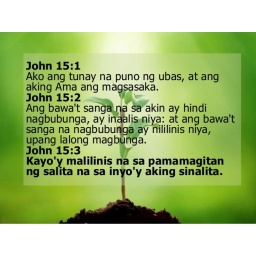 John 15:1
Ako ang tunay na puno ng ubas, at ang
aking Ama ang magsasaka.
John 15:2
Ang bawa't sanga na sa akin ay hindi
nagbubunga, ay inaalis niya: at ang bawa't
sanga na nagbubunga ay nililinis niya,
upang lalong magbunga.
John 15:3
Kayo'y malilinis na sa pamamagitan
ng salita na sa inyo'y aking sinalita.